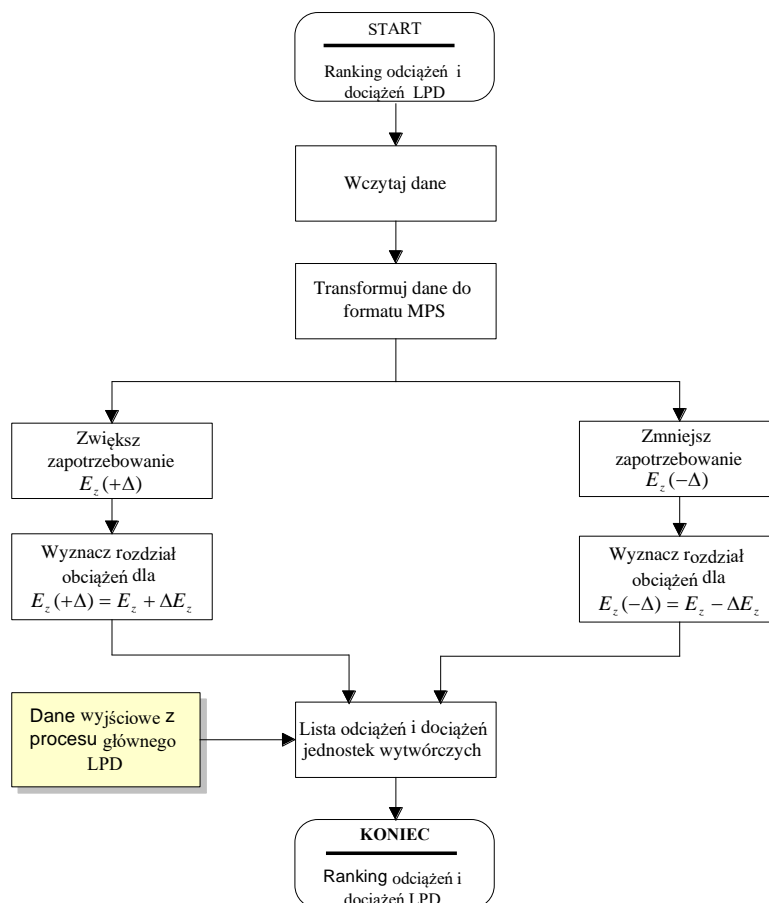 START
Ranking odciążeń i
dociążeń LPD
Wczytaj dane
Transformuj dane do
formatu MPS
Zwiększ
zapotrzebowanie
E_z(+Δ)
Zmniejsz
zapotrzebowanie
E_z(−Δ)
Wyznacz rozdział
obciążeń dla
E_z(+Δ) = E_z + ΔE_z
Wyznacz rozdział
obciążeń dla
E_z(−Δ) = E_z − ΔE_z
Dane wyjściowe z
procesu głównego
LPD
Lista odciążeń i dociążeń
jednostek wytwórczych
KONIEC
Ranking odciążeń i
dociążeń LPD